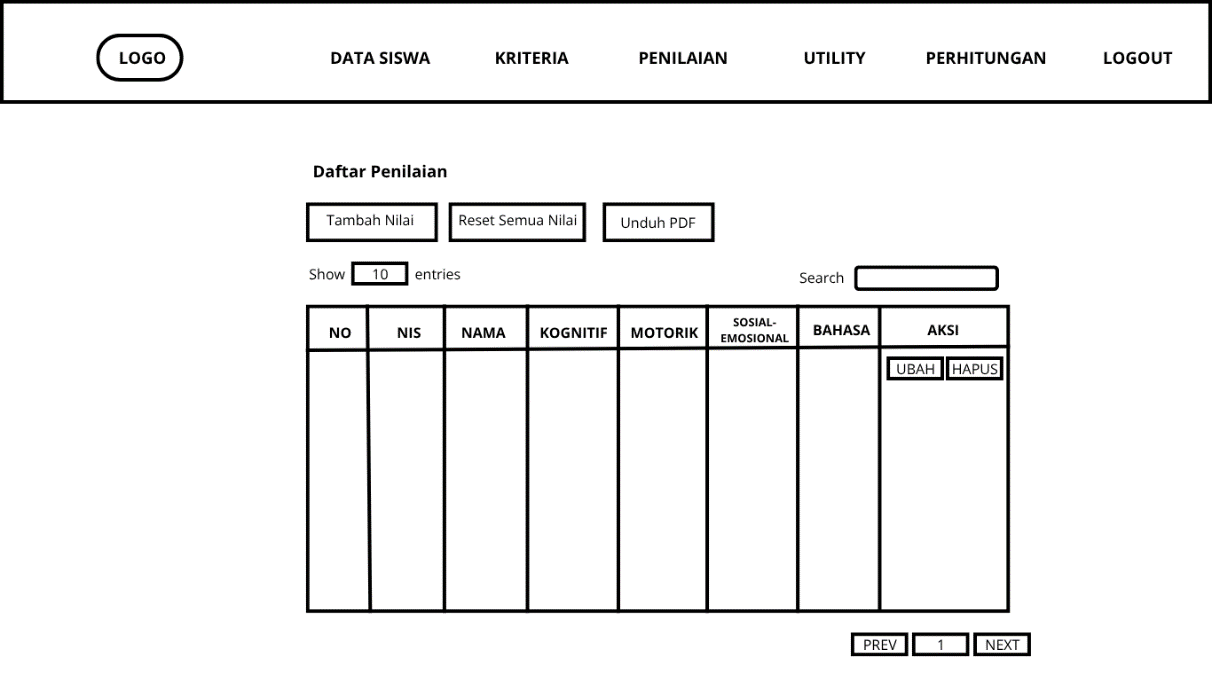 LOGO DATA SISWA KRITERIA PENILAIAN UTILITY PERHITUNGAN LOGOUT
Daftar Penilaian
Tambah Nilai Reset Semua Nilai Unduh PDF
Show 10 entries Search
NO NIS NAMA KOGNITIF MOTORIK SOSIAL-
EMOSIONAL BAHASA AKSI
UBAH HAPUS
PREV 1 NEXT